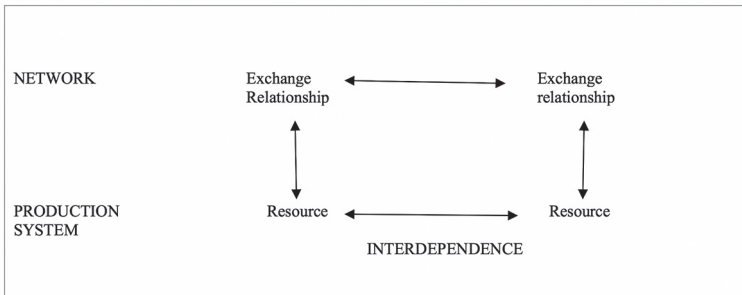 NETWORK
Exchange
Relationship
Exchange
relationship
PRODUCTION
SYSTEM
Resource
Resource
INTERDEPENDENCE